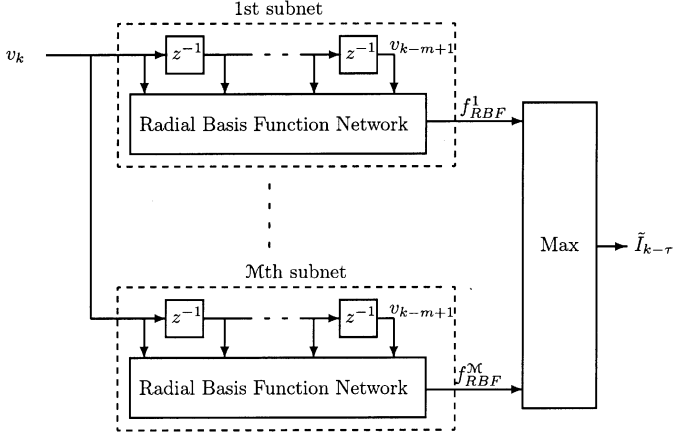 1st subnet
v_k
z^{-1}
z^{-1}
v_{k-m+1}
Radial Basis Function Network
f^1_{RBF}
Max
\tilde{I}_{k-τ}
ℳth subnet
z^{-1}
z^{-1}
v_{k-m+1}
Radial Basis Function Network
f^ℳ_{RBF}